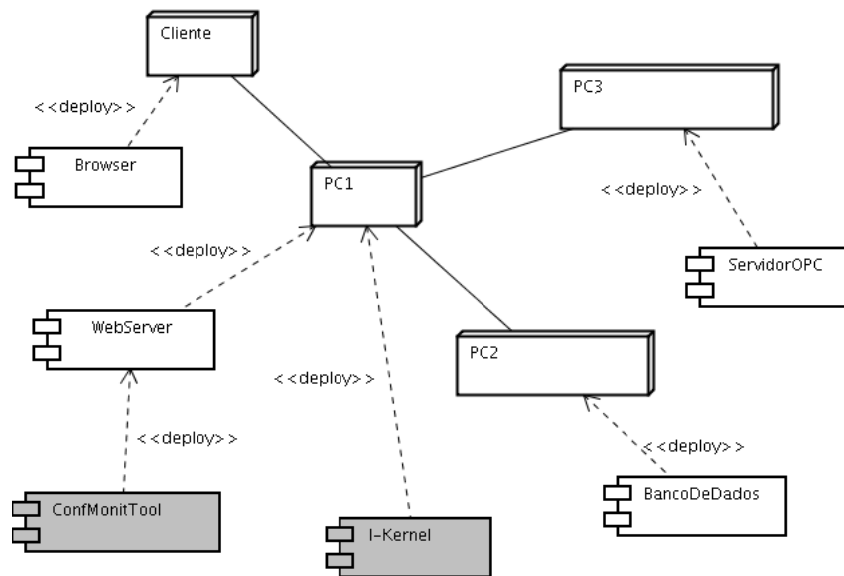 Cliente
PC3
<<deploy>>
Browser
PC1
<<deploy>>
<<deploy>>
ServidorOPC
WebServer
PC2
<<deploy>>
<<deploy>>
<<deploy>>
BancoDeDados
ConfMonitTool
I-Kernel